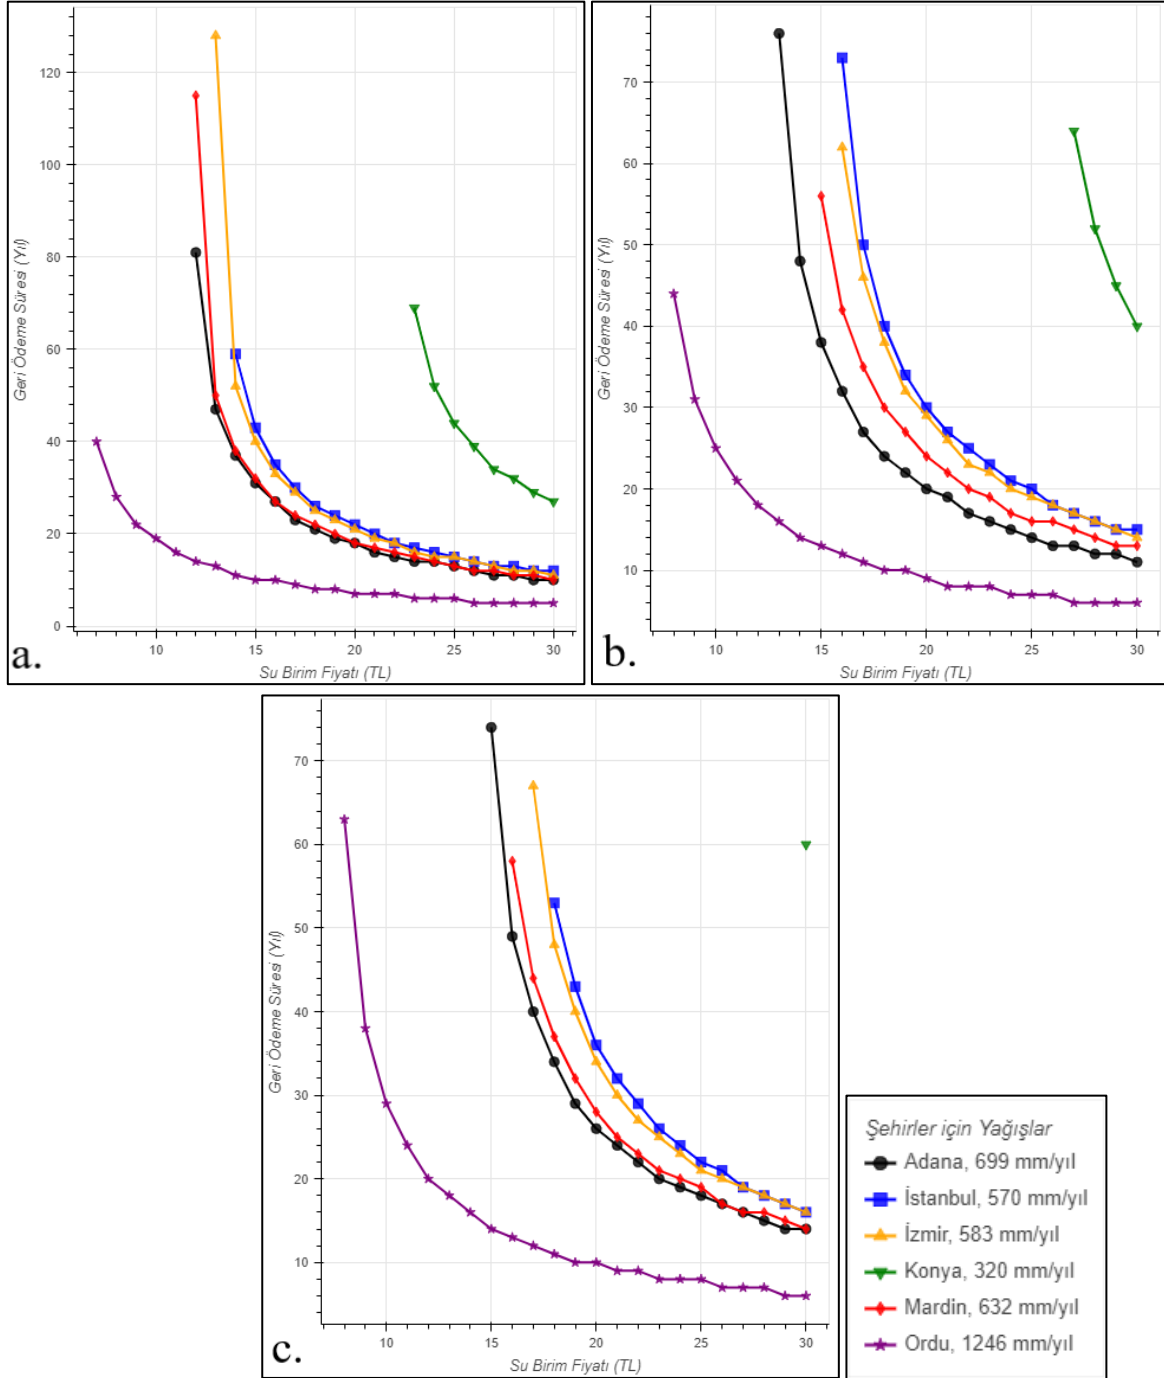 120
100
80
60
40
20
0
10
15
20
25
30
Geri Ödeme Süresi (Yıl)
Su Birim Fiyatı (TL)
a.
70
60
50
40
30
20
10
10
15
20
25
30
Geri Ödeme Süresi (Yıl)
Su Birim Fiyatı (TL)
b.
70
60
50
40
30
20
10
10
15
20
25
30
Geri Ödeme Süresi (Yıl)
Su Birim Fiyatı (TL)
c.
Şehirler için Yağışlar
Adana, 699 mm/yıl
İstanbul, 570 mm/yıl
İzmir, 583 mm/yıl
Konya, 320 mm/yıl
Mardin, 632 mm/yıl
Ordu, 1246 mm/yıl